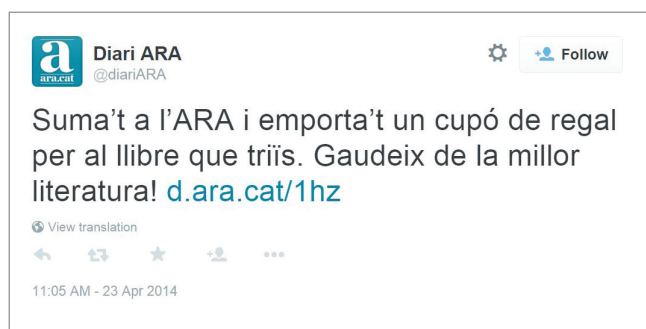 a
ara.cat
Diari ARA
@diariARA
Follow
Suma’t a l’ARA i emporta’t un cupó de regal
per al llibre que triïs. Gaudeix de la millor
literatura! d.ara.cat/1hz
View translation
11:05 AM - 23 Apr 2014